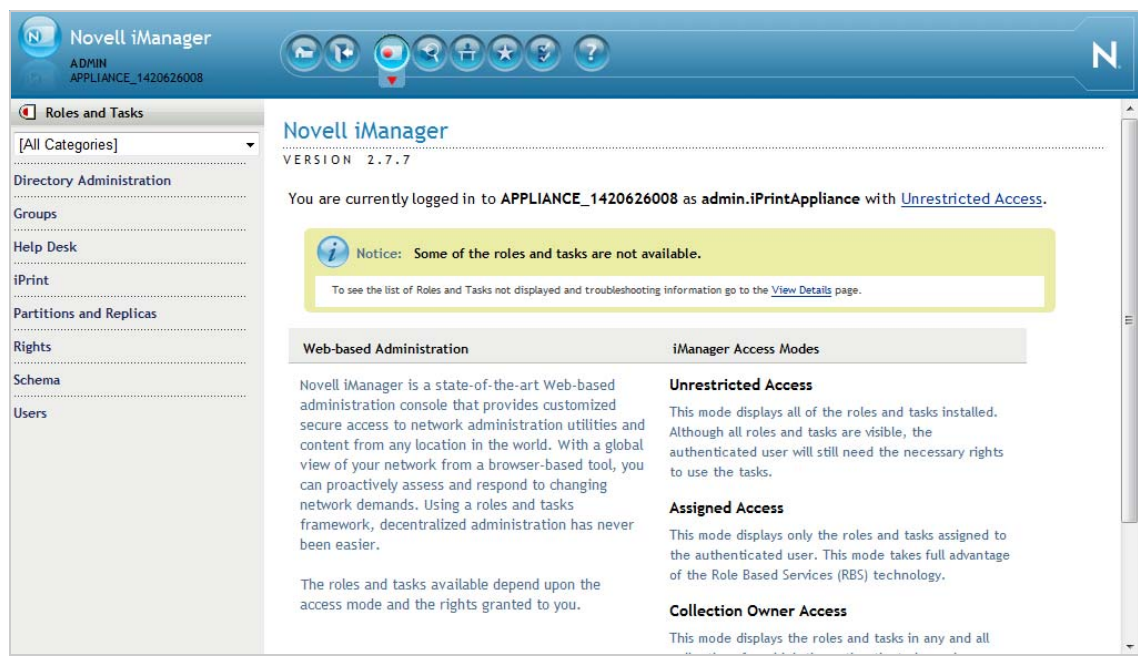 Novell iManager
ADMIN
APPLIANCE_1420626008
N
N.
?
Roles and Tasks
[All Categories]
Directory Administration
Groups
Help Desk
iPrint
Partitions and Replicas
Rights
Schema
Users
Novell iManager
VERSION 2.7.7
You are currently logged in to APPLIANCE_1420626008 as admin.iPrintAppliance with Unrestricted Access.
i
Notice: Some of the roles and tasks are not available.
To see the list of Roles and Tasks not displayed and troubleshooting information go to the View Details page.
Web-based Administration
Novell iManager is a state-of-the-art Web-based
administration console that provides customized
secure access to network administration utilities and
content from any location in the world. With a global
view of your network from a browser-based tool, you
can proactively assess and respond to changing
network demands. Using a roles and tasks
framework, decentralized administration has never
been easier.
The roles and tasks available depend upon the
access mode and the rights granted to you.
iManager Access Modes
Unrestricted Access
This mode displays all of the roles and tasks installed.
Although all roles and tasks are visible, the
authenticated user will still need the necessary rights
to use the tasks.
Assigned Access
This mode displays only the roles and tasks assigned to
the authenticated user. This mode takes full advantage
of the Role Based Services (RBS) technology.
Collection Owner Access
This mode displays the roles and tasks in any and all